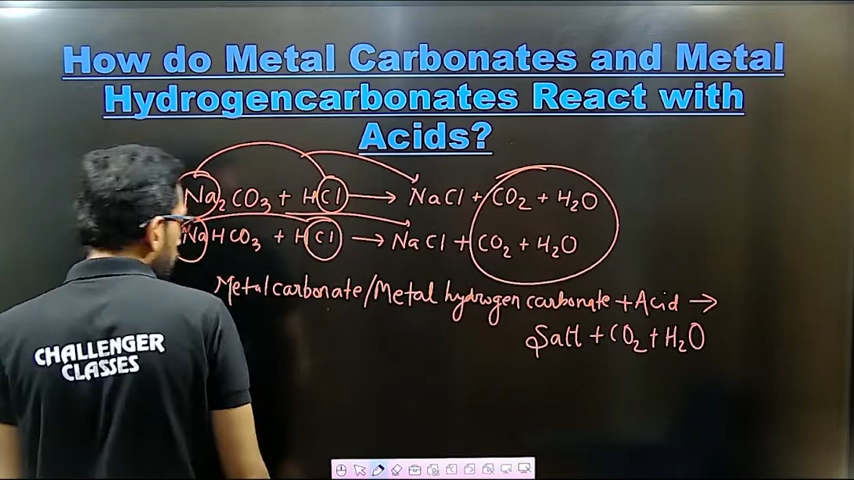 How do Metal Carbonates and Metal
Hydrogencarbonates React with
Acids?
Na₂CO₃ + HCl → NaCl + CO₂ + H₂O
NaHCO₃ + HCl → NaCl + CO₂ + H₂O
Metal carbonate/Metal hydrogen carbonate + Acid →
Salt + CO₂ + H₂O
CHALLENGER
CLASSES